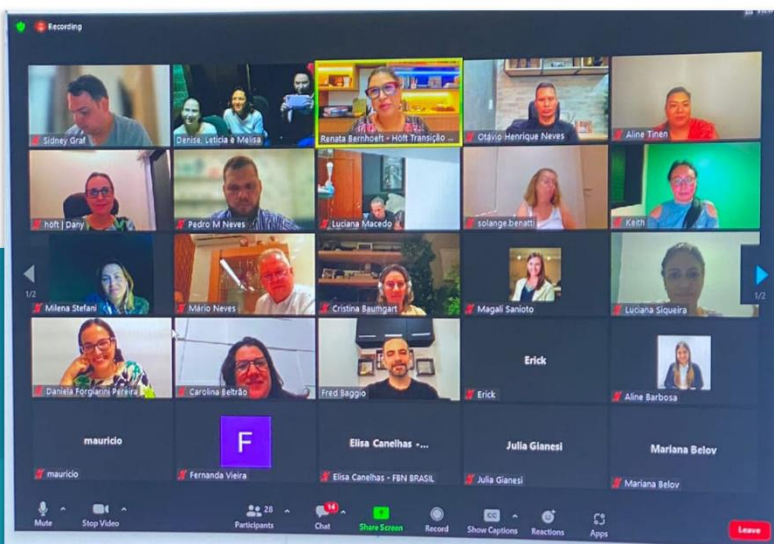 Recording
Sidney Graf
Denise, Leticia e Melisa
Renata Bernhoeft - Höft Transição ...
Otávio Henrique Neves
Aline Tinen
höft | Dany
Pedro M Neves
Luciana Macedo
solange.benatti
Keith
1/2
Milena Stefani
Mário Neves
Cristina Baumgart
Magali Sanioto
Luciana Siqueira
1/2
Daniela Forgiarini Pereira
Carolina Beltrão
Fred Baggio
Erick
Erick
Aline Barbosa
mauricio
mauricio
F
Fernanda Vieira
Elisa Canelhas -...
Elisa Canelhas - FBN BRASIL
Julia Gianesi
Julia Gianesi
Mariana Belov
Mariana Belov
Mute
Stop Video
28
Participants
14
Chat
Share Screen
Record
CC
Show Captions
Reactions
Apps
Leave